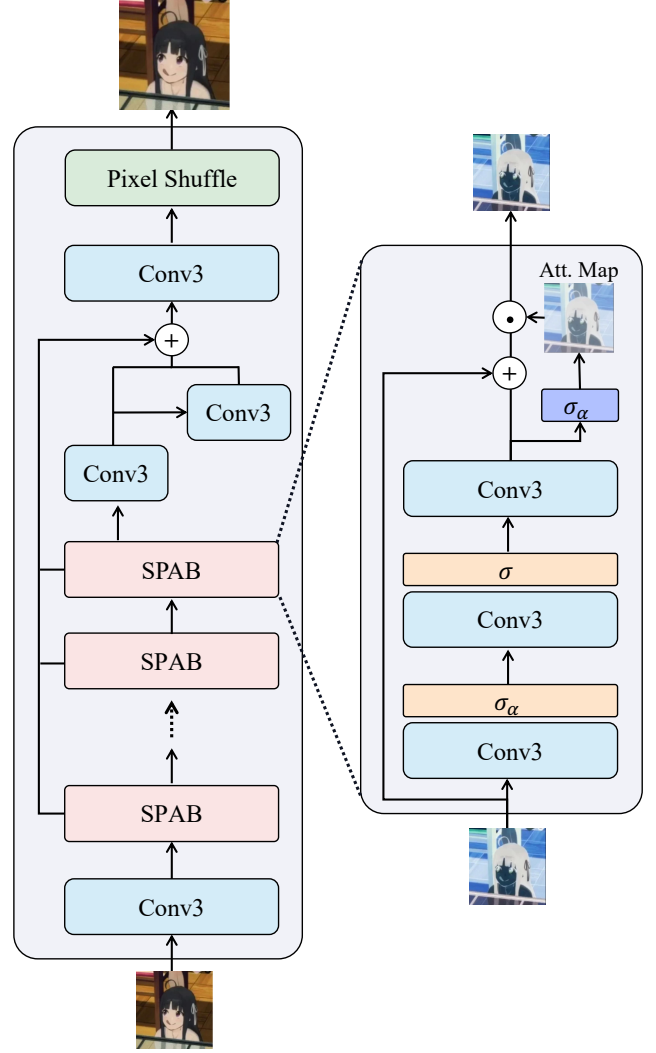 Pixel Shuffle
Conv3
+
Conv3
Conv3
SPAB
SPAB
SPAB
Conv3
Att. Map
·
+
σα
Conv3
σ
Conv3
σα
Conv3